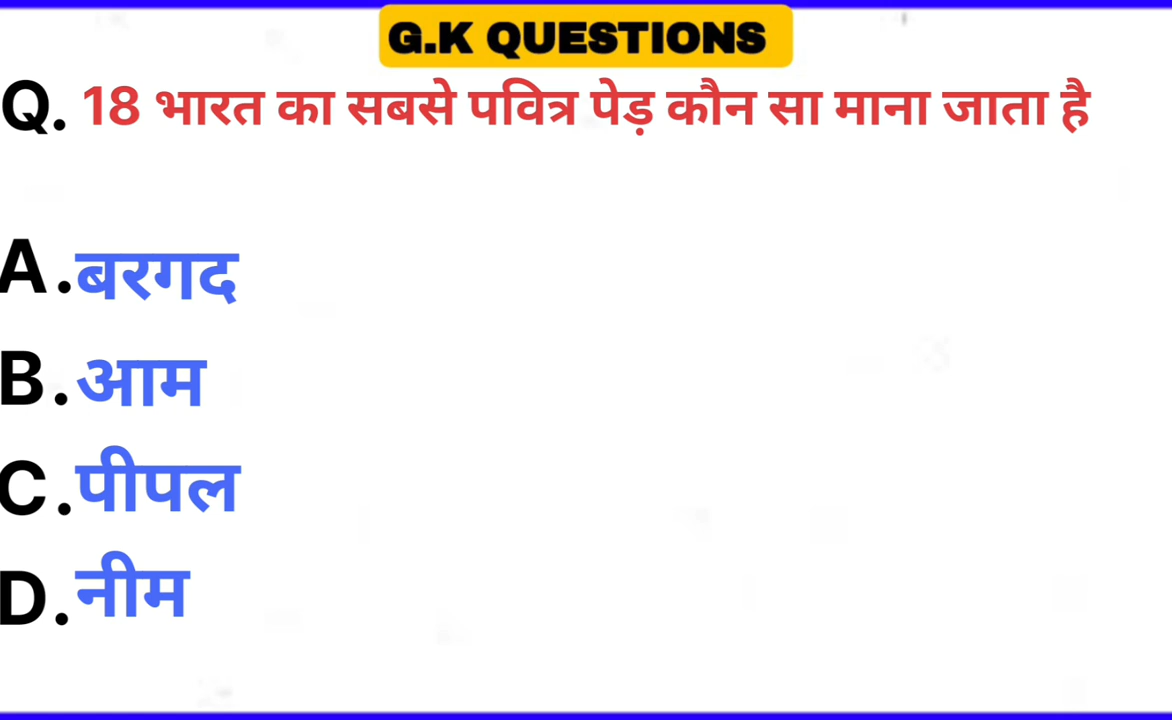 G.K QUESTIONS
Q. 18 भारत का सबसे पवित्र पेड़ कौन सा माना जाता है
A.बरगद
B.आम
C.पीपल
D.नीम